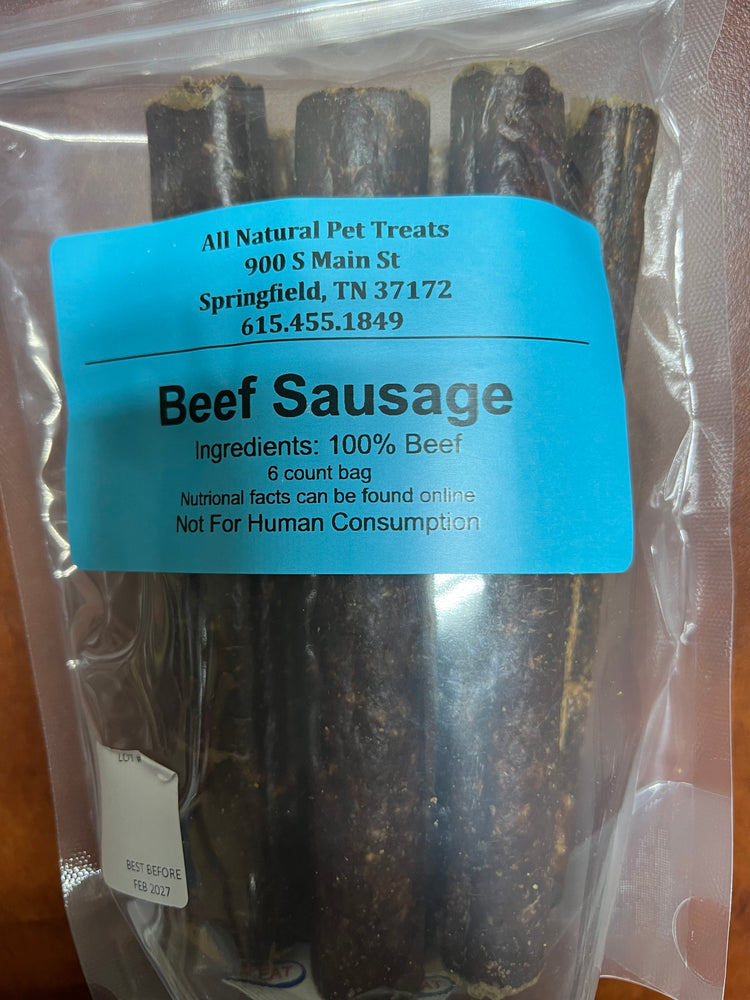 All Natural Pet Treats
900 S Main St
Springfield, TN 37172
615.455.1849
Beef Sausage
Ingredients: 100% Beef
6 count bag
Nutrional facts can be found online
Not For Human Consumption
LOT #
BEST BEFORE
FEB 2027